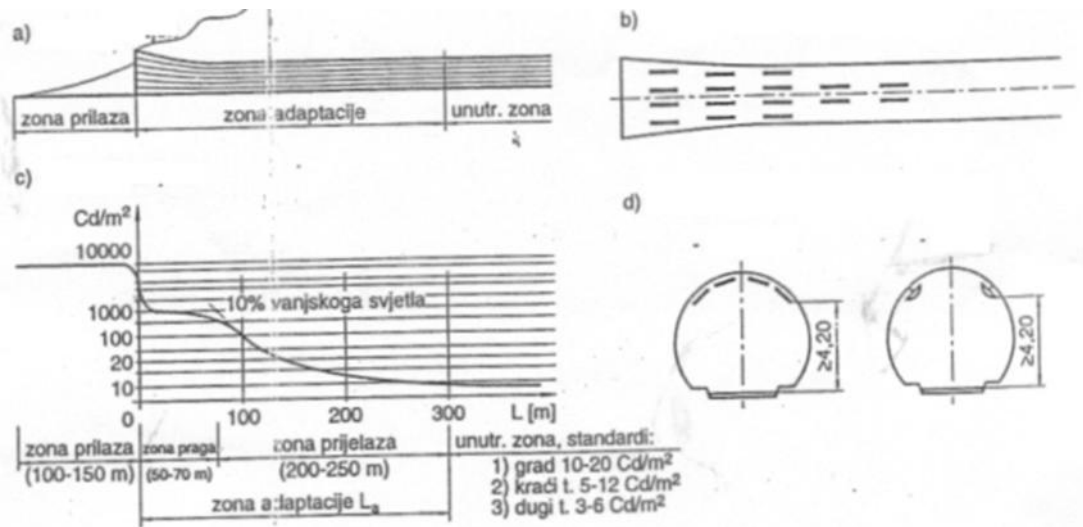 a)
zona prilaza
zona adaptacije
unutr. zona
b)
c)
Cd/m²
10000
1000
100
20
10
0
10% vanjskoga svjetla
100
200
300
L [m]
zona prilaza
(100-150 m)
zona praga
(50-70 m)
zona prijelaza
(200-250 m)
zona adaptacije Lₐ
unutr. zona, standardi:
1) grad 10-20 Cd/m²
2) kraći t. 5-12 Cd/m²
3) dugi t. 3-6 Cd/m²
d)
≥4,20
≥4,20